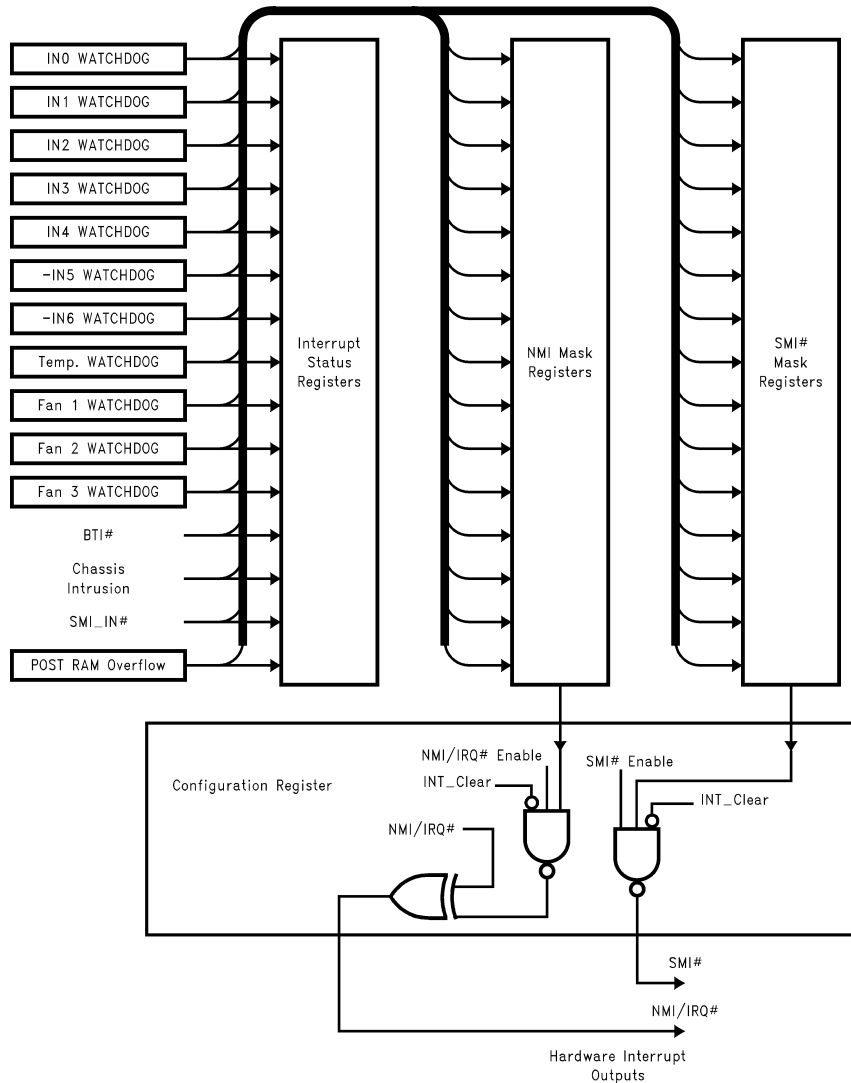 IN0 WATCHDOG
IN1 WATCHDOG
IN2 WATCHDOG
IN3 WATCHDOG
IN4 WATCHDOG
-IN5 WATCHDOG
-IN6 WATCHDOG
Temp. WATCHDOG
Fan 1 WATCHDOG
Fan 2 WATCHDOG
Fan 3 WATCHDOG
BTI#
Chassis
Intrusion
SMI_IN#
POST RAM Overflow
Interrupt
Status
Registers
NMI Mask
Registers
SMI#
Mask
Registers
Configuration Register
NMI/IRQ# Enable
INT_Clear
NMI/IRQ#
SMI# Enable
INT_Clear
SMI#
NMI/IRQ#
Hardware Interrupt
Outputs